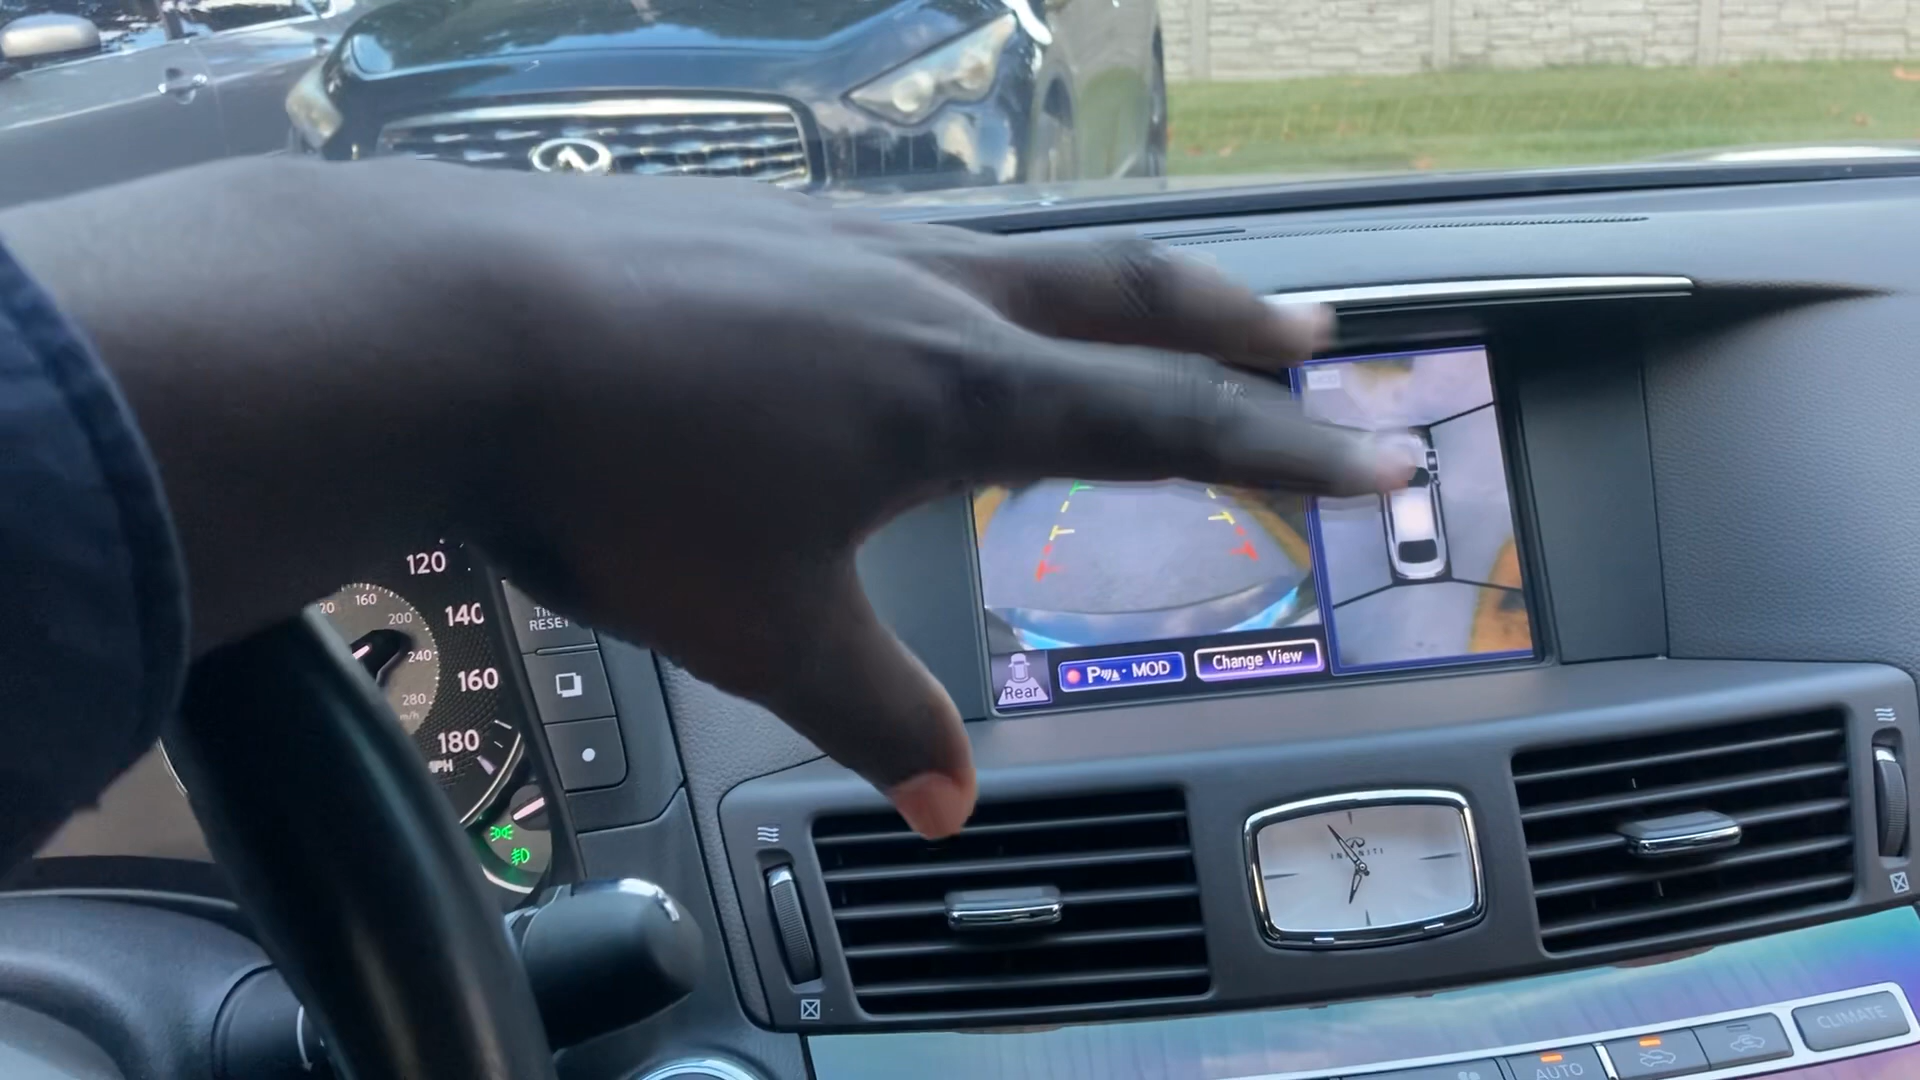 120
140
160
180
MPH
160
200
240
280
RESET
Rear
P MOD
Change View
INFINITI
AUTO
CLIMATE